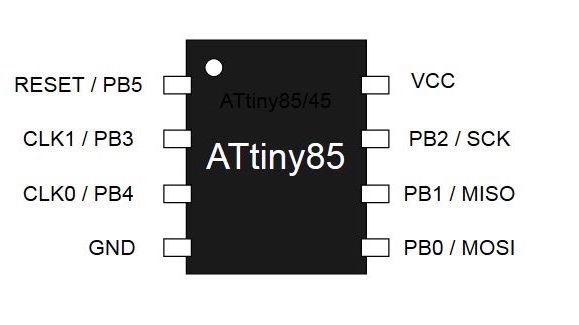 RESET / PB5
VCC
ATtiny85/45
CLK1 / PB3
PB2 / SCK
ATtiny85
CLK0 / PB4
PB1 / MISO
GND
PB0 / MOSI